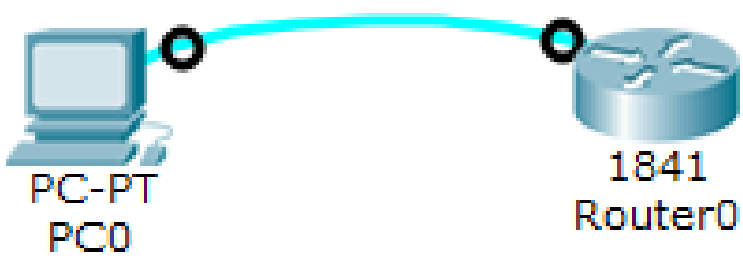 PC-PT
PC0
1841
Router0